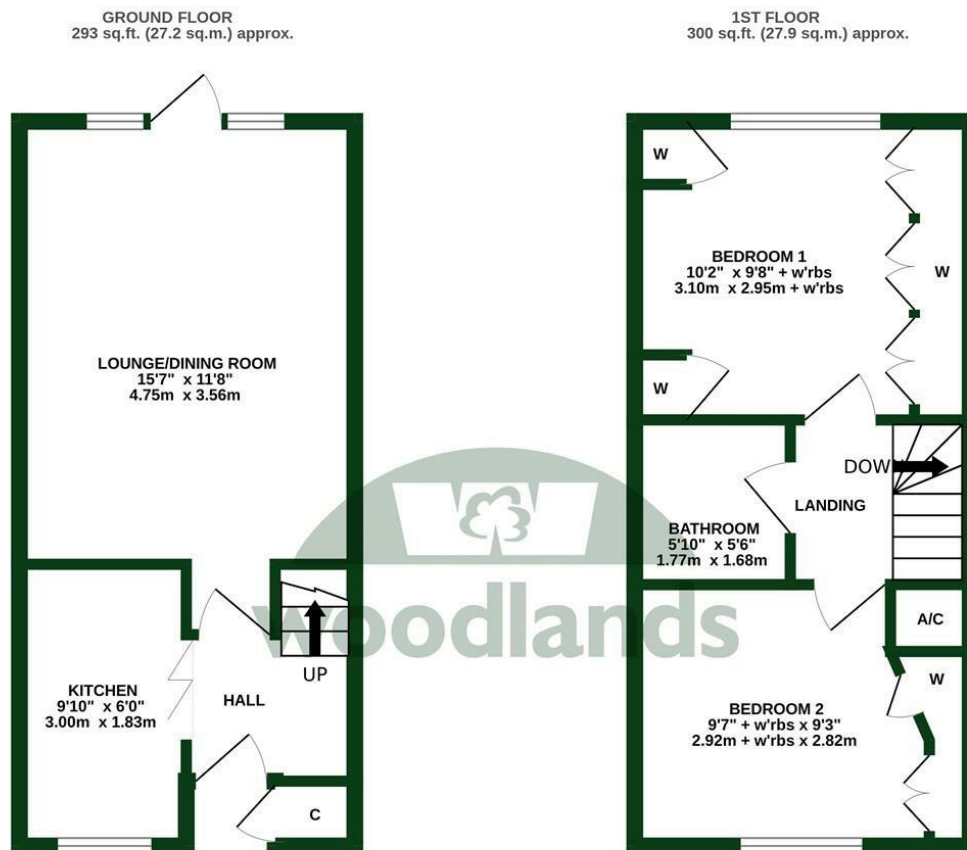 GROUND FLOOR
293 sq.ft. (27.2 sq.m.) approx.
1ST FLOOR
300 sq.ft. (27.9 sq.m.) approx.
LOUNGE/DINING ROOM
15'7" x 11'8"
4.75m x 3.56m
KITCHEN
9'10" x 6'0"
3.00m x 1.83m
HALL
UP
C
W
W
W
BEDROOM 1
10'2" x 9'8" + w'rbs
3.10m x 2.95m + w'rbs
DOWN
LANDING
BATHROOM
5'10" x 5'6"
1.77m x 1.68m
A/C
W
BEDROOM 2
9'7" + w'rbs x 9'3"
2.92m + w'rbs x 2.82m
woodlands